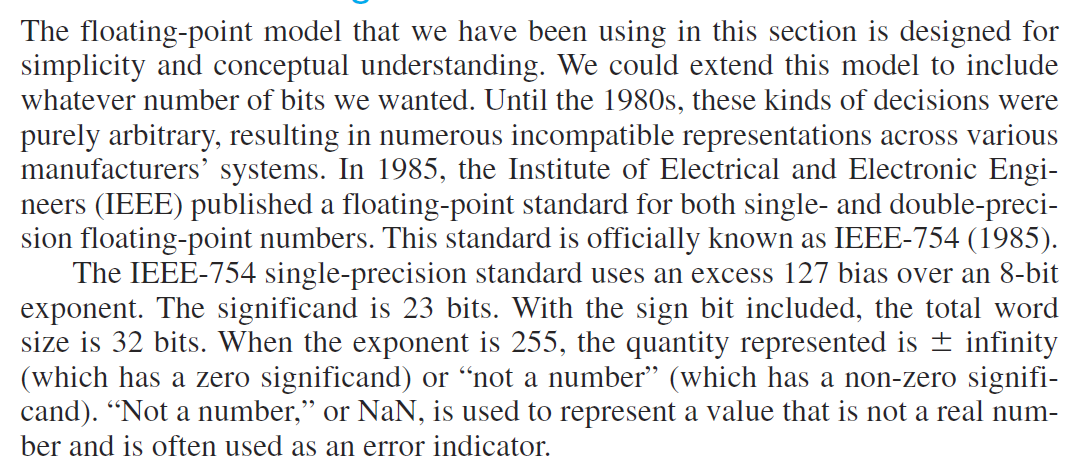 The floating-point model that we have been using in this section is designed for
simplicity and conceptual understanding. We could extend this model to include
whatever number of bits we wanted. Until the 1980s, these kinds of decisions were
purely arbitrary, resulting in numerous incompatible representations across various
manufacturers’ systems. In 1985, the Institute of Electrical and Electronic Engi-
neers (IEEE) published a floating-point standard for both single- and double-preci-
sion floating-point numbers. This standard is officially known as IEEE-754 (1985).
The IEEE-754 single-precision standard uses an excess 127 bias over an 8-bit
exponent. The significand is 23 bits. With the sign bit included, the total word
size is 32 bits. When the exponent is 255, the quantity represented is ± infinity
(which has a zero significand) or “not a number” (which has a non-zero signifi-
cand). “Not a number,” or NaN, is used to represent a value that is not a real num-
ber and is often used as an error indicator.